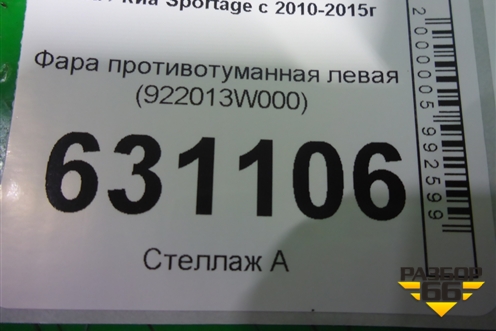 Киа Sportage с 2010-2015г
Фара противотуманная левая
(922013W000)
631106
Стеллаж А
2000005992599
РАЗБОР
66